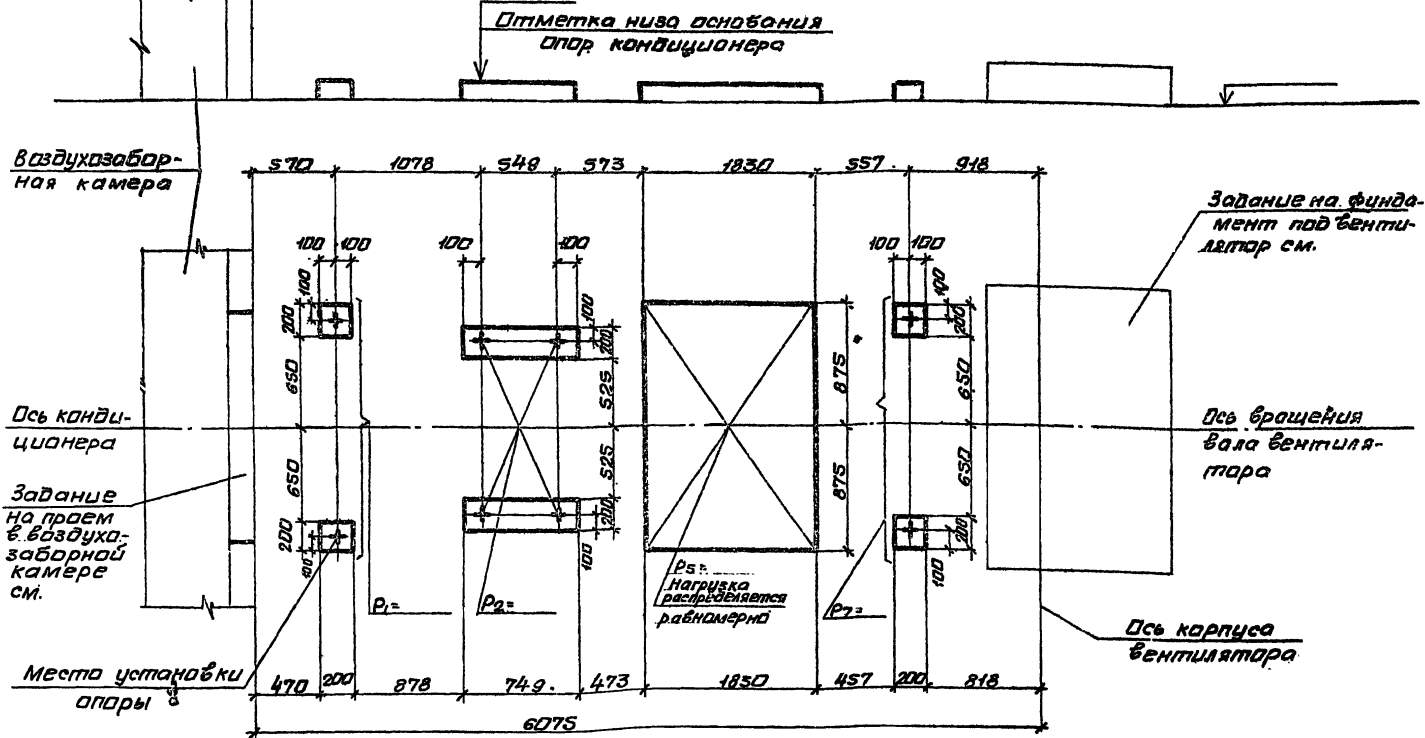 Отметка низа основания
опор кондиционера
Воздухозабор-
ная камера
570 1078 549 573 1830 557 918
Задание на фунда-
мент под венти-
лятор см.
100 100 100 100 100 100
100 200 650
100 200 525
875
100 200 650
Ось конди-
ционера
Ось вращения
вала вентиля-
тора
650 200 100
525 200 100
875
650 200 100
Задание
на проем
в воздухо-
заборной
камере
см.
P1=
P2=
P5=
Нагрузка
распределяется
равномерно
P7=
Ось корпуса
вентилятора
Место установки
опоры
470 200 878 749 473 1830 457 200 818
6075